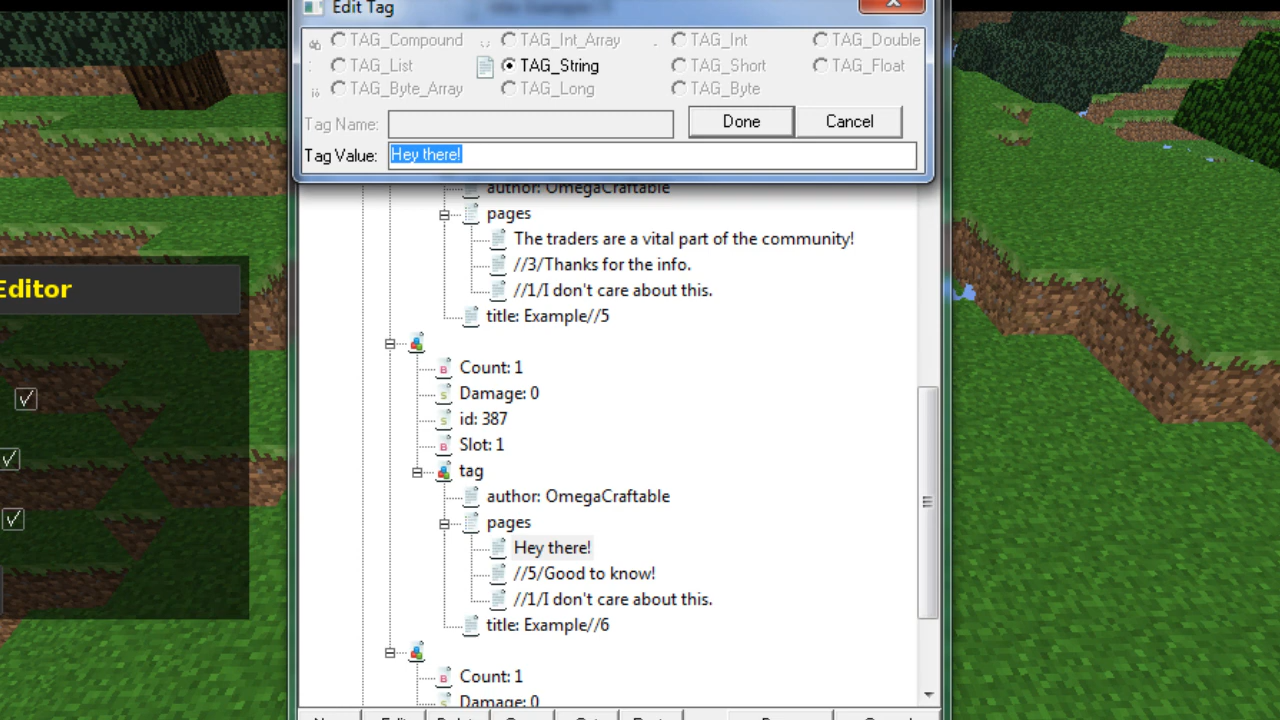 Edit Tag
TAG_Compound TAG_Int_Array TAG_Int TAG_Double
TAG_List TAG_String TAG_Short TAG_Float
TAG_Byte_Array TAG_Long TAG_Byte
Tag Name: Done Cancel
Tag Value: Hey there!
author: OmegaCraftable
pages
The traders are a vital part of the community!
//3/Thanks for the info.
//1/I don't care about this.
title: Example//5
Editor
Count: 1
Damage: 0
id: 387
Slot: 1
tag
author: OmegaCraftable
pages
Hey there!
//5/Good to know!
//1/I don't care about this.
title: Example//6
Count: 1
Damage: 0